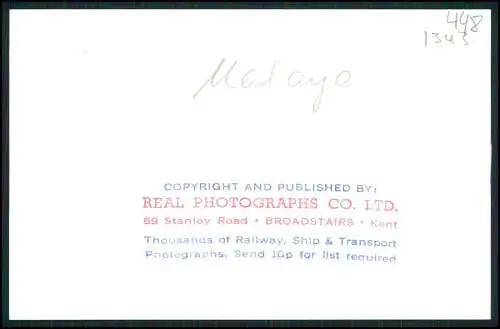 448
1343
Malaya
COPYRIGHT AND PUBLISHED BY:
REAL PHOTOGRAPHS CO. LTD.
69 Stanley Road • BROADSTAIRS • Kent
Thousands of Railway, Ship & Transport
Photographs. Send 10p for list required